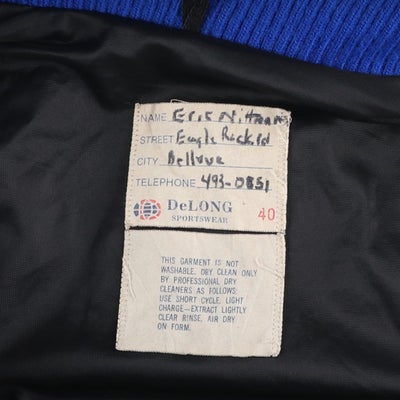 NAME Eric
STREET Eagle Rock Rd
CITY Bellvue
TELEPHONE 493-0851
DeLONG
SPORTSWEAR 40
THIS GARMENT IS NOT
WASHABLE. DRY CLEAN ONLY
BY PROFESSIONAL DRY
CLEANERS AS FOLLOWS:
USE SHORT CYCLE, LIGHT
CHARGE—EXTRACT LIGHTLY
CLEAR RINSE. AIR DRY
ON FORM.